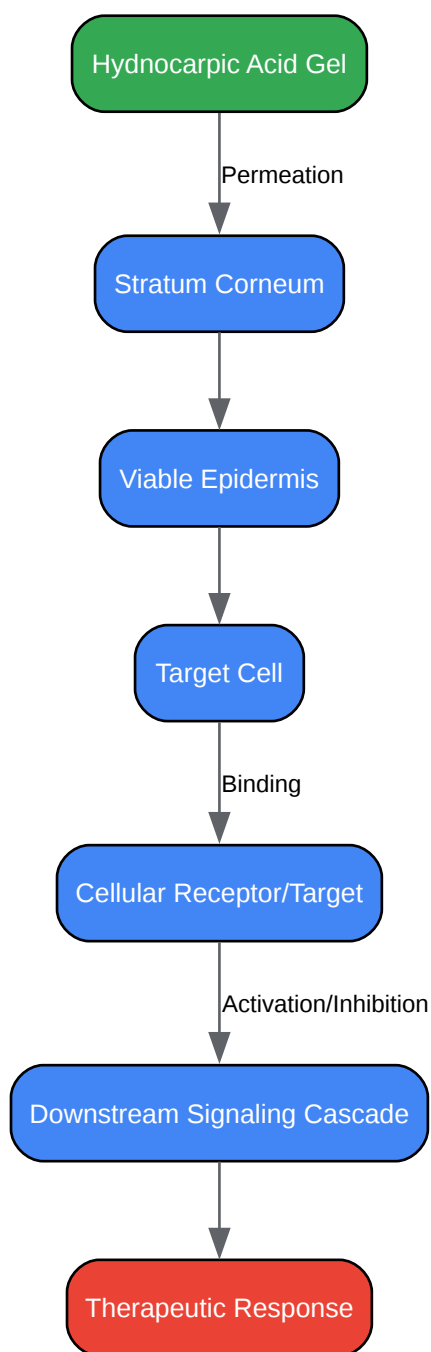 Hydnocarpic Acid Gel
Permeation
Stratum Corneum
Viable Epidermis
Target Cell
Binding
Cellular Receptor/Target
Activation/Inhibition
Downstream Signaling Cascade
Therapeutic Response